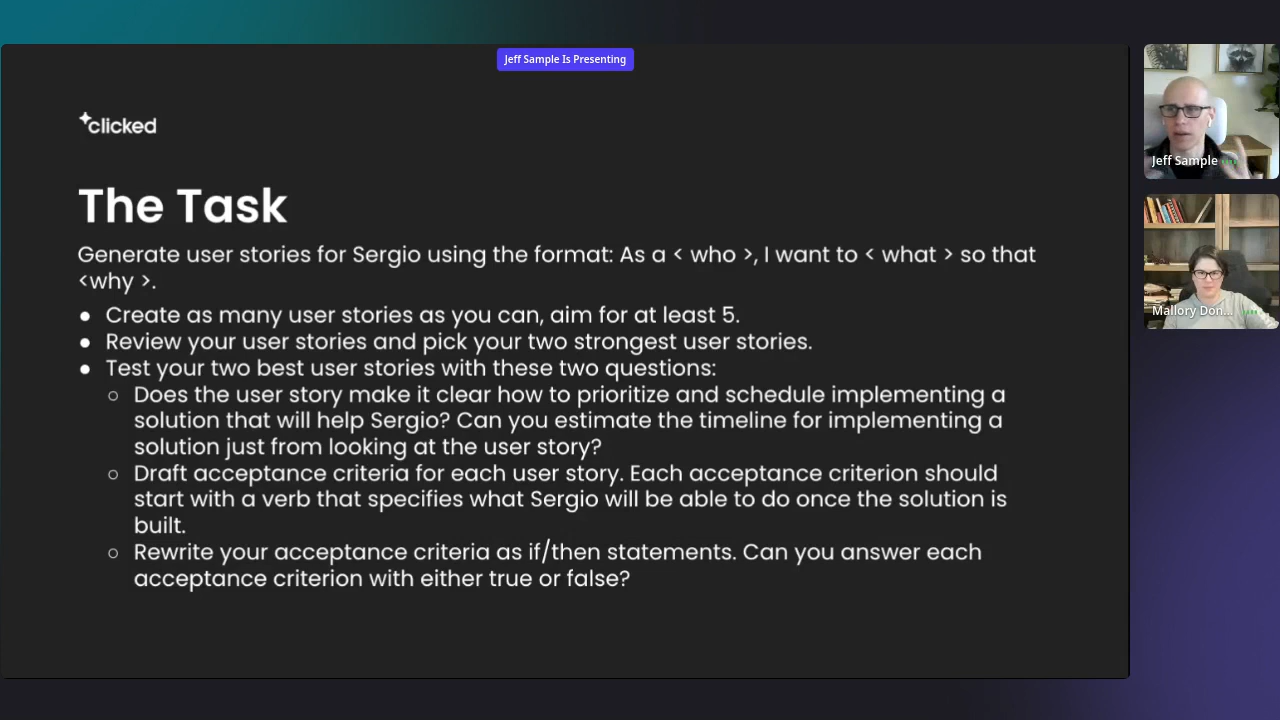 Jeff Sample Is Presenting
clicked
The Task
Generate user stories for Sergio using the format: As a < who >, I want to < what > so that
<why >.
● Create as many user stories as you can, aim for at least 5.
● Review your user stories and pick your two strongest user stories.
● Test your two best user stories with these two questions:
○ Does the user story make it clear how to prioritize and schedule implementing a
solution that will help Sergio? Can you estimate the timeline for implementing a
solution just from looking at the user story?
○ Draft acceptance criteria for each user story. Each acceptance criterion should
start with a verb that specifies what Sergio will be able to do once the solution is
built.
○ Rewrite your acceptance criteria as if/then statements. Can you answer each
acceptance criterion with either true or false?
Jeff Sample
Mallory Don...